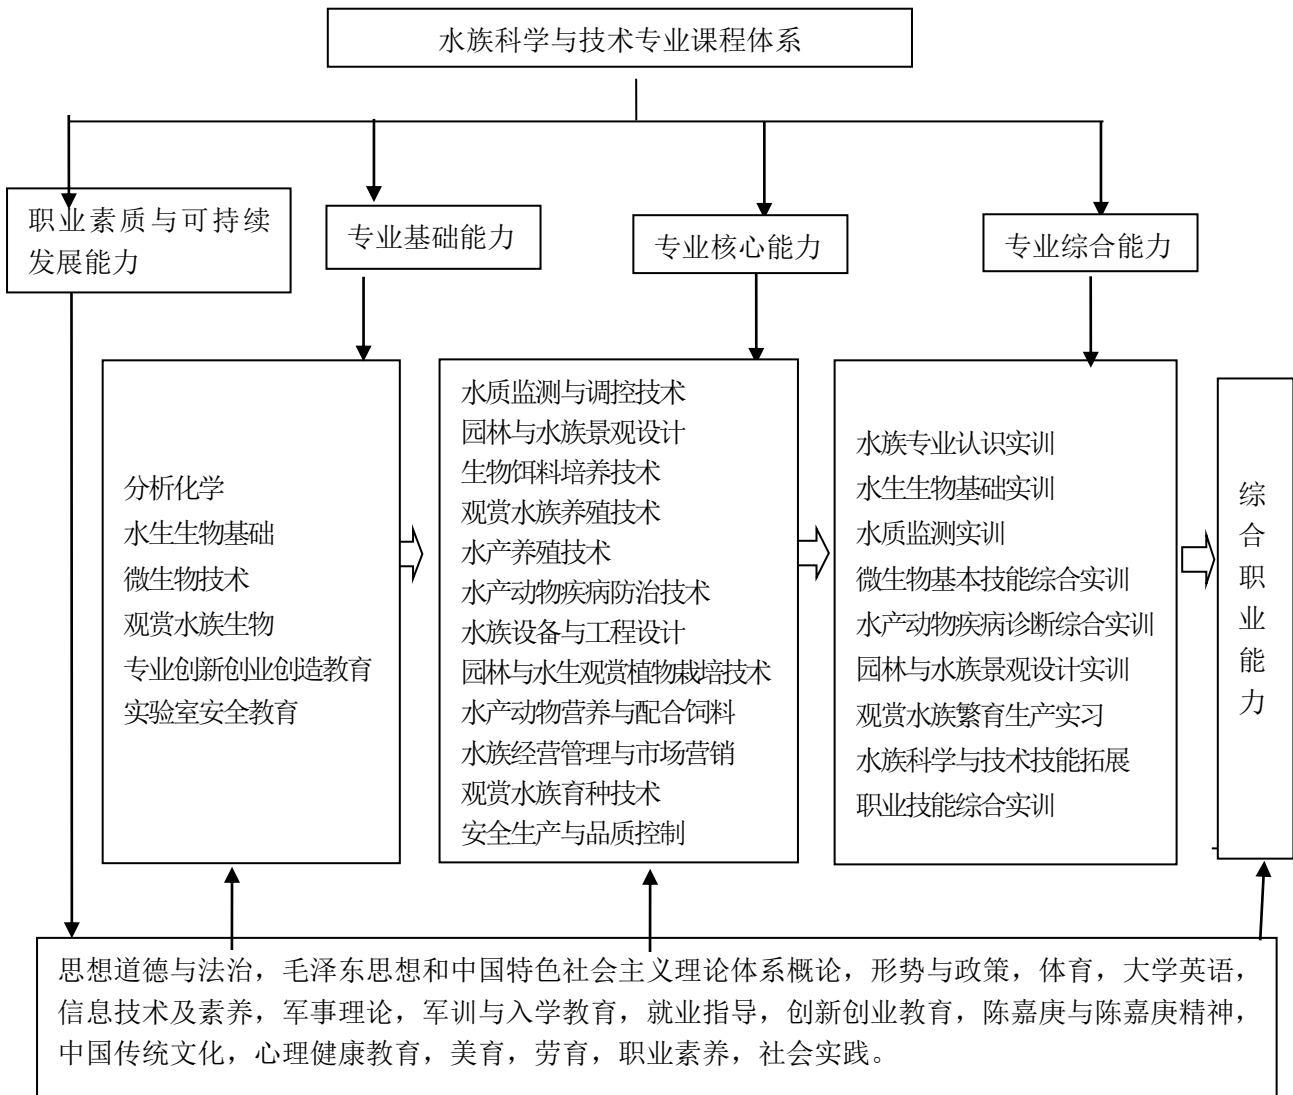 水族科学与技术专业课程体系
职业素质与可持续
发展能力
专业基础能力
专业核心能力
专业综合能力
分析化学
水生生物基础
微生物技术
观赏水族生物
专业创新创业创造教育
实验室安全教育
水质监测与调控技术
园林与水族景观设计
生物饵料培养技术
观赏水族养殖技术
水产养殖技术
水产动物疾病防治技术
水族设备与工程设计
园林与水生观赏植物栽培技术
水产动物营养与配合饲料
水族经营管理与市场营销
观赏水族育种技术
安全生产与品质控制
水族专业认识实训
水生生物基础实训
水质监测实训
微生物基本技能综合实训
水产动物疾病诊断综合实训
园林与水族景观设计实训
观赏水族繁育生产实习
水族科学与技术技能拓展
职业技能综合实训
综
合
职
业
能
力
思想道德与法治，毛泽东思想和中国特色社会主义理论体系概论，形势与政策，体育，大学英语，
信息技术及素养，军事理论，军训与入学教育，就业指导，创新创业教育，陈嘉庚与陈嘉庚精神，
中国传统文化，心理健康教育，美育，劳育，职业素养，社会实践。